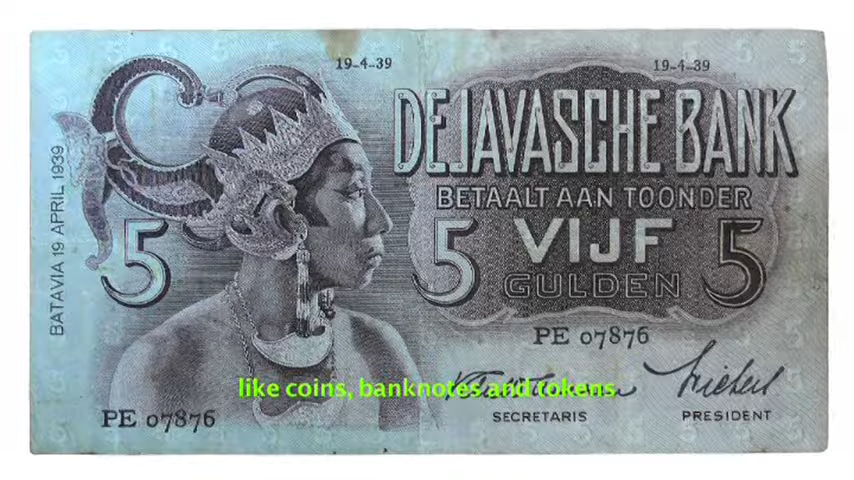 19-4-39
19-4-39
DE JAVASCHE BANK
BETAALT AAN TOONDER
5
5 VIJF 5
GULDEN
BATAVIA 19 APRIL 1939
PE 07876
like coins, banknotes and tokens
SECRETARIS
PRESIDENT
PE 07876